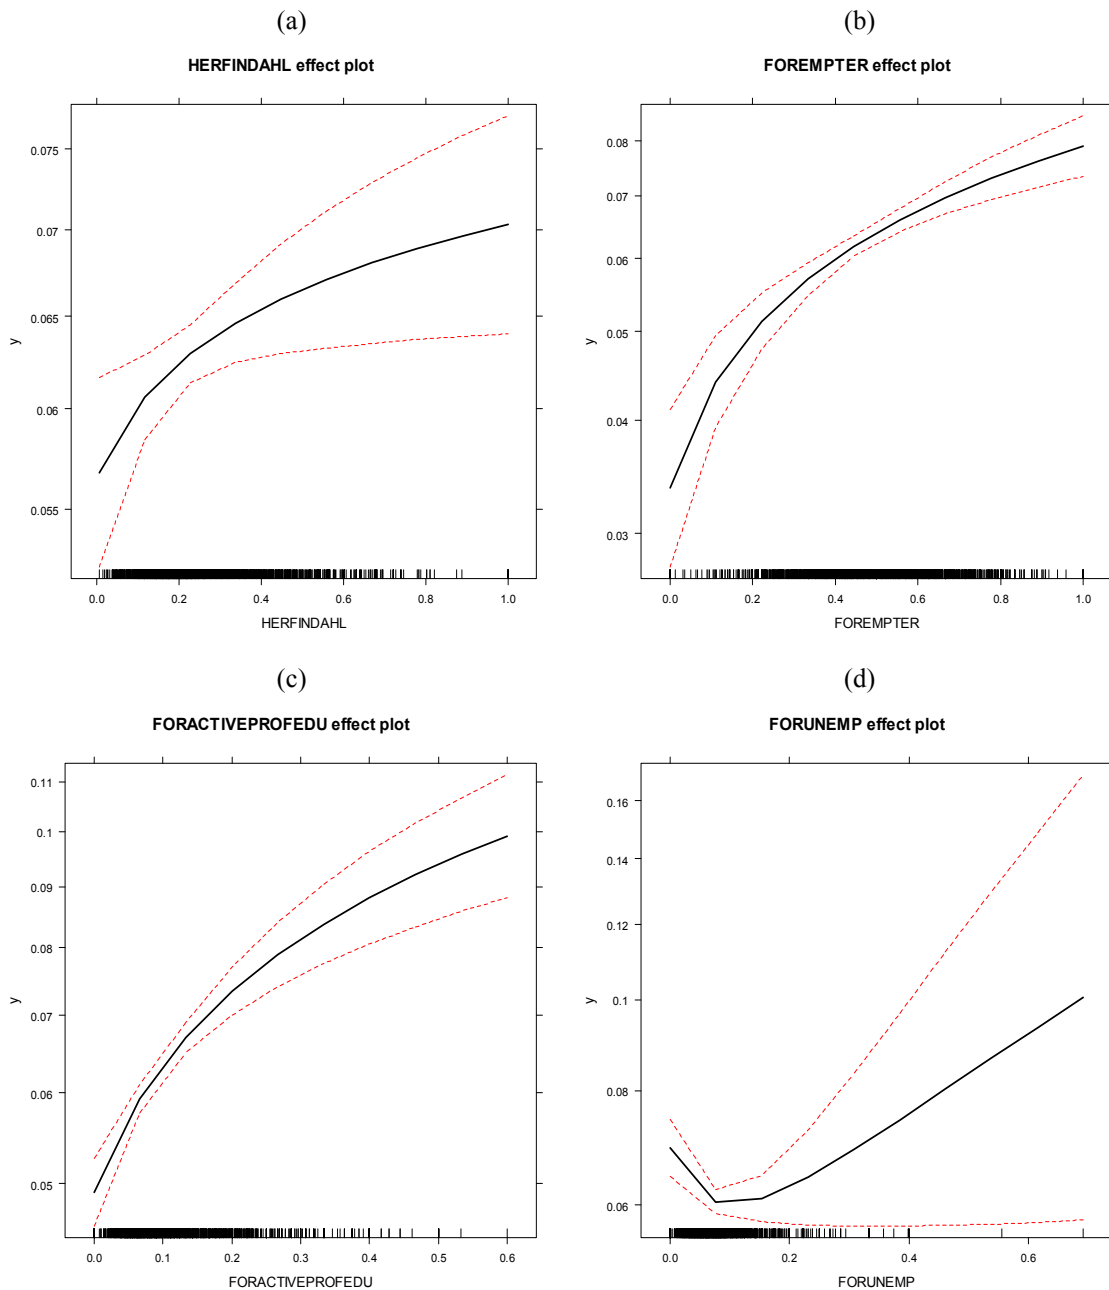 (a)
HERFINDAHL effect plot
0.075
0.07
0.065
0.06
0.055
y
0.0 0.2 0.4 0.6 0.8 1.0
HERFINDAHL
(b)
FOREMPTER effect plot
0.08
0.07
0.06
0.05
0.04
0.03
y
0.0 0.2 0.4 0.6 0.8 1.0
FOREMPTER
(c)
FORACTIVEPROFEDU effect plot
0.11
0.1
0.09
0.08
0.07
0.06
0.05
y
0.0 0.1 0.2 0.3 0.4 0.5 0.6
FORACTIVEPROFEDU
(d)
FORUNEMP effect plot
0.16
0.14
0.12
0.1
0.08
0.06
y
0.0 0.2 0.4 0.6
FORUNEMP